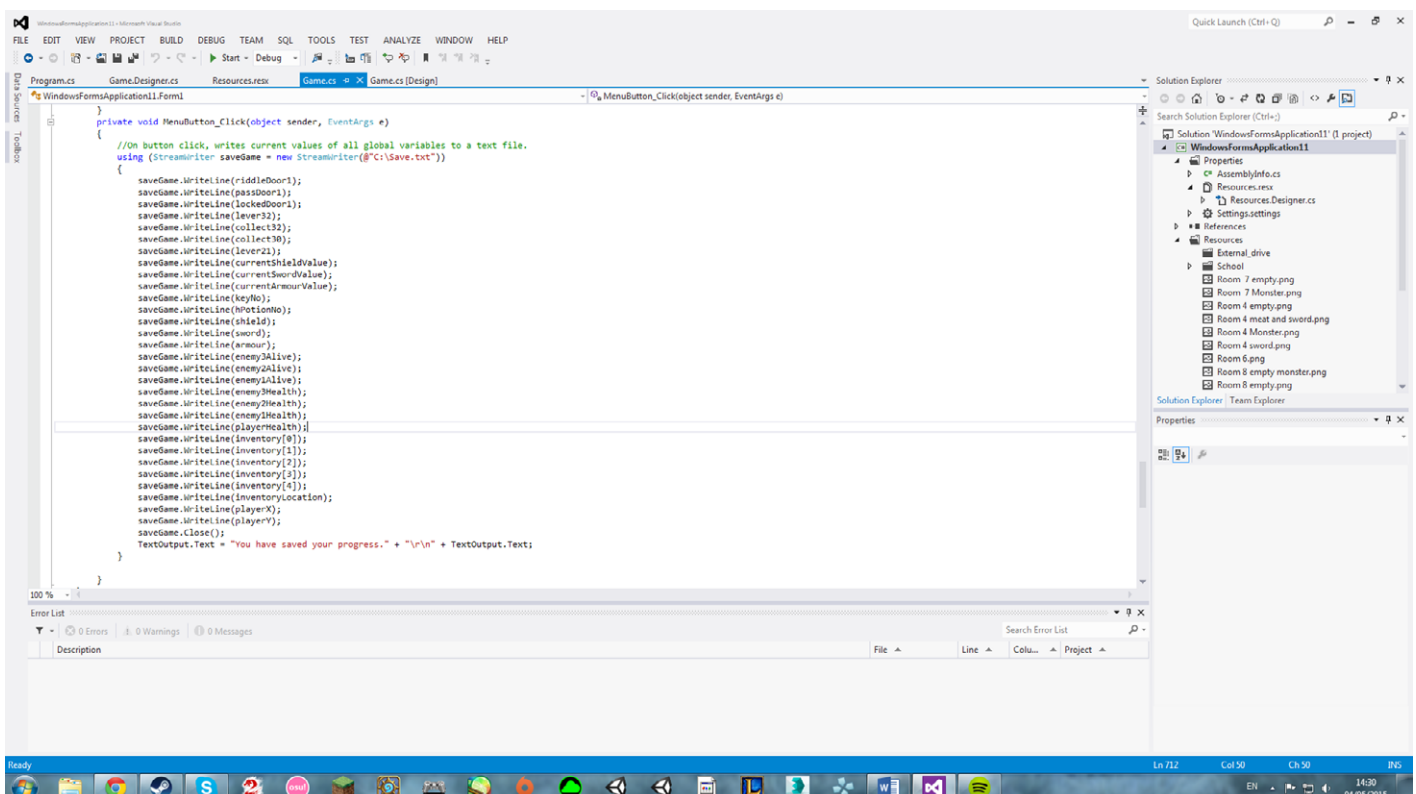 WindowsFormsApplication11 - Microsoft Visual Studio
Quick Launch (Ctrl+Q)
FILE EDIT VIEW PROJECT BUILD DEBUG TEAM SQL TOOLS TEST ANALYZE WINDOW HELP
Start - Debug
Data Sources
Toolbox
Program.cs Game.Designer.cs Resources.resx Game.cs Game.cs [Design]
WindowsFormsApplication11.Form1 MenuButton_Click(object sender, EventArgs e)
}
private void MenuButton_Click(object sender, EventArgs e)
{
//On button click, writes current values of all global variables to a text file.
using (StreamWriter saveGame = new StreamWriter(@"C:\Save.txt"))
{
saveGame.WriteLine(riddleDoor1);
saveGame.WriteLine(passDoor1);
saveGame.WriteLine(lockedDoor1);
saveGame.WriteLine(lever32);
saveGame.WriteLine(collect32);
saveGame.WriteLine(collect30);
saveGame.WriteLine(lever21);
saveGame.WriteLine(currentShieldValue);
saveGame.WriteLine(currentSwordValue);
saveGame.WriteLine(currentArmourValue);
saveGame.WriteLine(keyNo);
saveGame.WriteLine(hPotionNo);
saveGame.WriteLine(shield);
saveGame.WriteLine(sword);
saveGame.WriteLine(armour);
saveGame.WriteLine(enemy3Alive);
saveGame.WriteLine(enemy2Alive);
saveGame.WriteLine(enemy1Alive);
saveGame.WriteLine(enemy3Health);
saveGame.WriteLine(enemy2Health);
saveGame.WriteLine(enemy1Health);
saveGame.WriteLine(playerHealth);
saveGame.WriteLine(inventory[0]);
saveGame.WriteLine(inventory[1]);
saveGame.WriteLine(inventory[2]);
saveGame.WriteLine(inventory[3]);
saveGame.WriteLine(inventory[4]);
saveGame.WriteLine(inventoryLocation);
saveGame.WriteLine(playerX);
saveGame.WriteLine(playerY);
saveGame.Close();
TextOutput.Text = "You have saved your progress." + "\r\n" + TextOutput.Text;
}
}
100 %
Error List
0 Errors 0 Warnings 0 Messages
Search Error List
Description File Line Colu... Project
Solution Explorer
Search Solution Explorer (Ctrl+;)
Solution 'WindowsFormsApplication11' (1 project)
WindowsFormsApplication11
Properties
C# AssemblyInfo.cs
Resources.resx
Resources.Designer.cs
Settings.settings
References
Resources
External_drive
School
Room 7 empty.png
Room 7 Monster.png
Room 4 empty.png
Room 4 meat and sword.png
Room 4 Monster.png
Room 4 sword.png
Room 6.png
Room 8 empty monster.png
Room 8 empty.png
Solution Explorer Team Explorer
Properties
Ready Ln 712 Col 50 Ch 50 INS
osu!
EN 14:30
04/05/2015